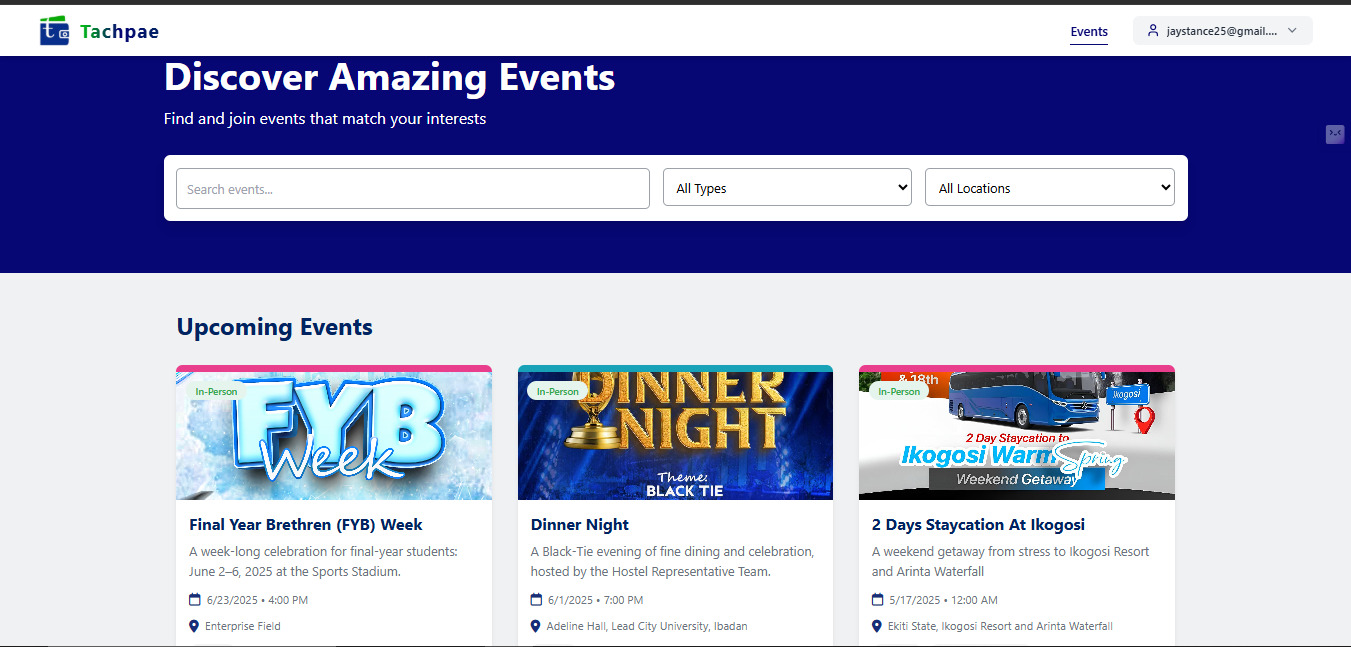 Tachpae
Events
jaystance25@gmail....
Discover Amazing Events
Find and join events that match your interests
Search events...
All Types
All Locations
Upcoming Events
In-Person
FYB
Week
Final Year Brethren (FYB) Week
A week-long celebration for final-year students:
June 2–6, 2025 at the Sports Stadium.
6/23/2025 • 4:00 PM
Enterprise Field
In-Person
DINNER
NIGHT
Theme:
BLACK TIE
Dinner Night
A Black-Tie evening of fine dining and celebration,
hosted by the Hostel Representative Team.
6/1/2025 • 7:00 PM
Adeline Hall, Lead City University, Ibadan
& 18th
In-Person
Ikogosi
2 Day Staycation to
Ikogosi Warm Spring
Weekend Getaway
2 Days Staycation At Ikogosi
A weekend getaway from stress to Ikogosi Resort
and Arinta Waterfall
5/17/2025 • 12:00 AM
Ekiti State, Ikogosi Resort and Arinta Waterfall